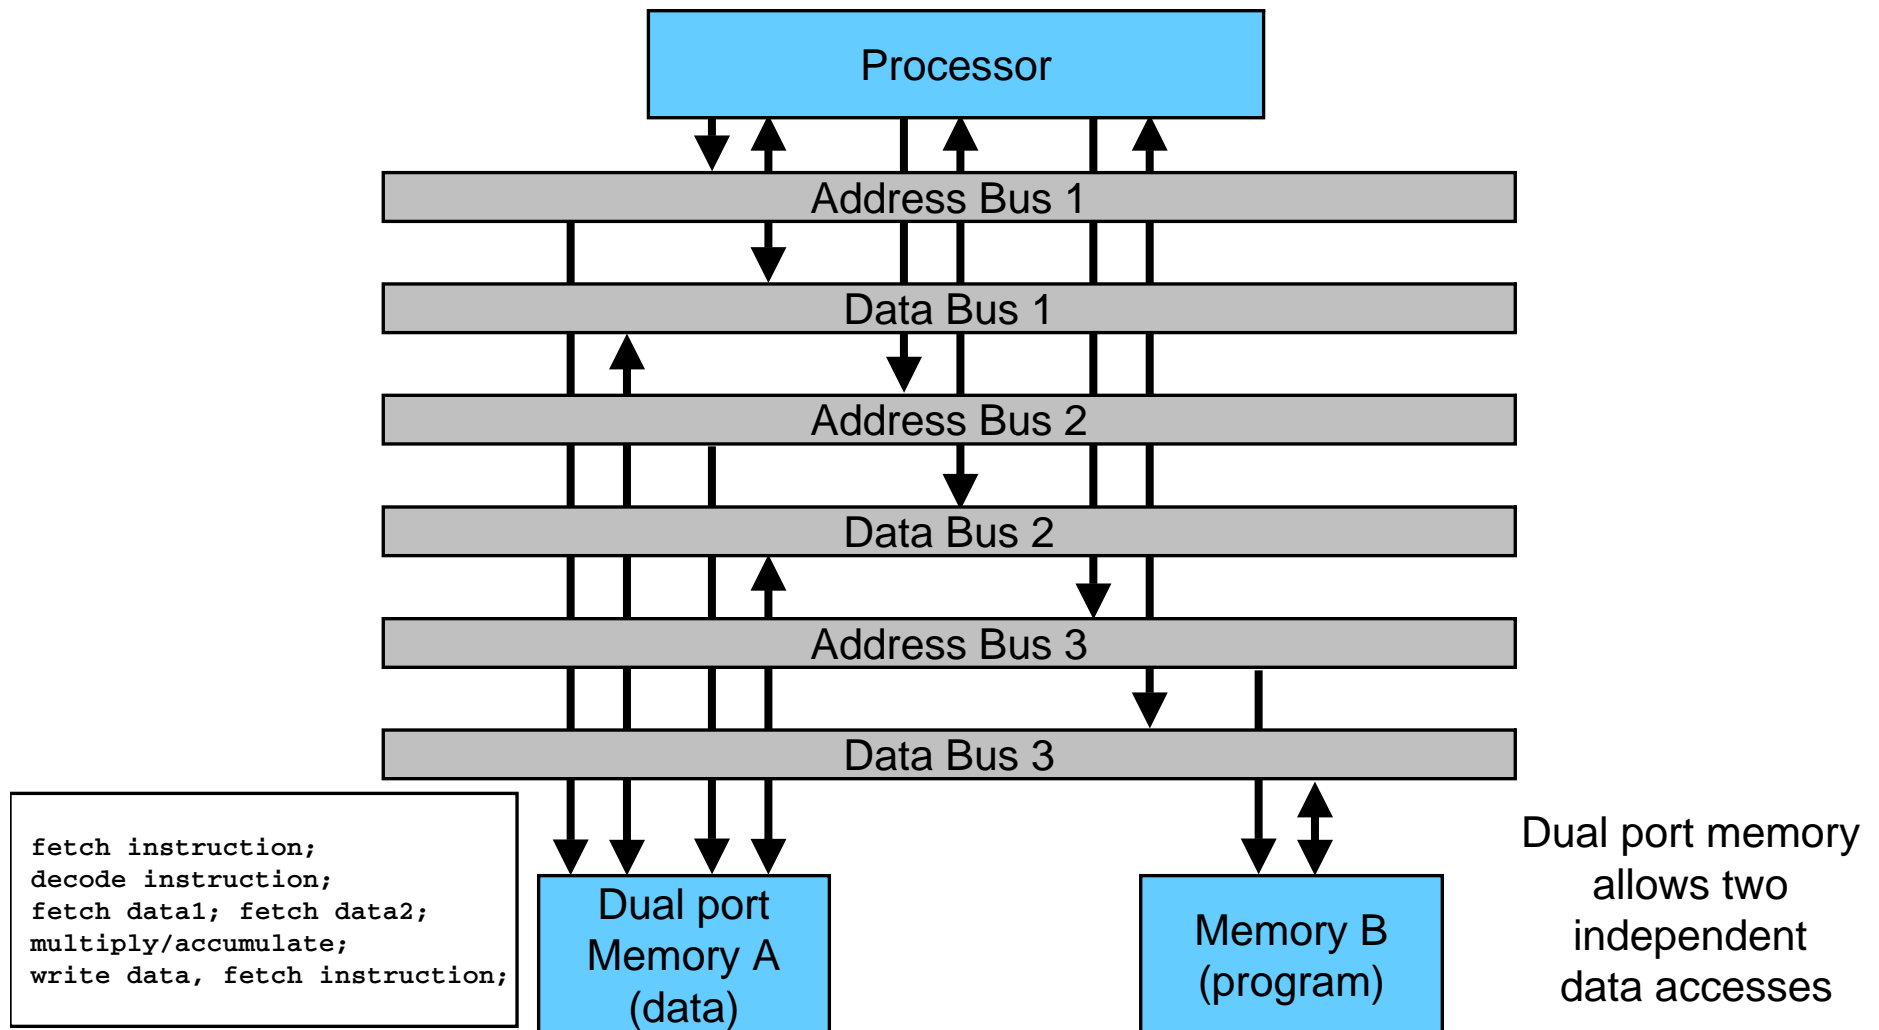 Processor
Address Bus 1
Data Bus 1
Address Bus 2
Data Bus 2
Address Bus 3
Data Bus 3
fetch instruction;
decode instruction;
fetch data1; fetch data2;
multiply/accumulate;
write data, fetch instruction;
Dual port
Memory A
(data)
Memory B
(program)
Dual port memory
allows two
independent
data accesses